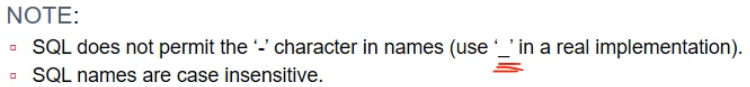 NOTE:
▫ SQL does not permit the ‘-’ character in names (use ‘_’ in a real implementation).
▫ SQL names are case insensitive.